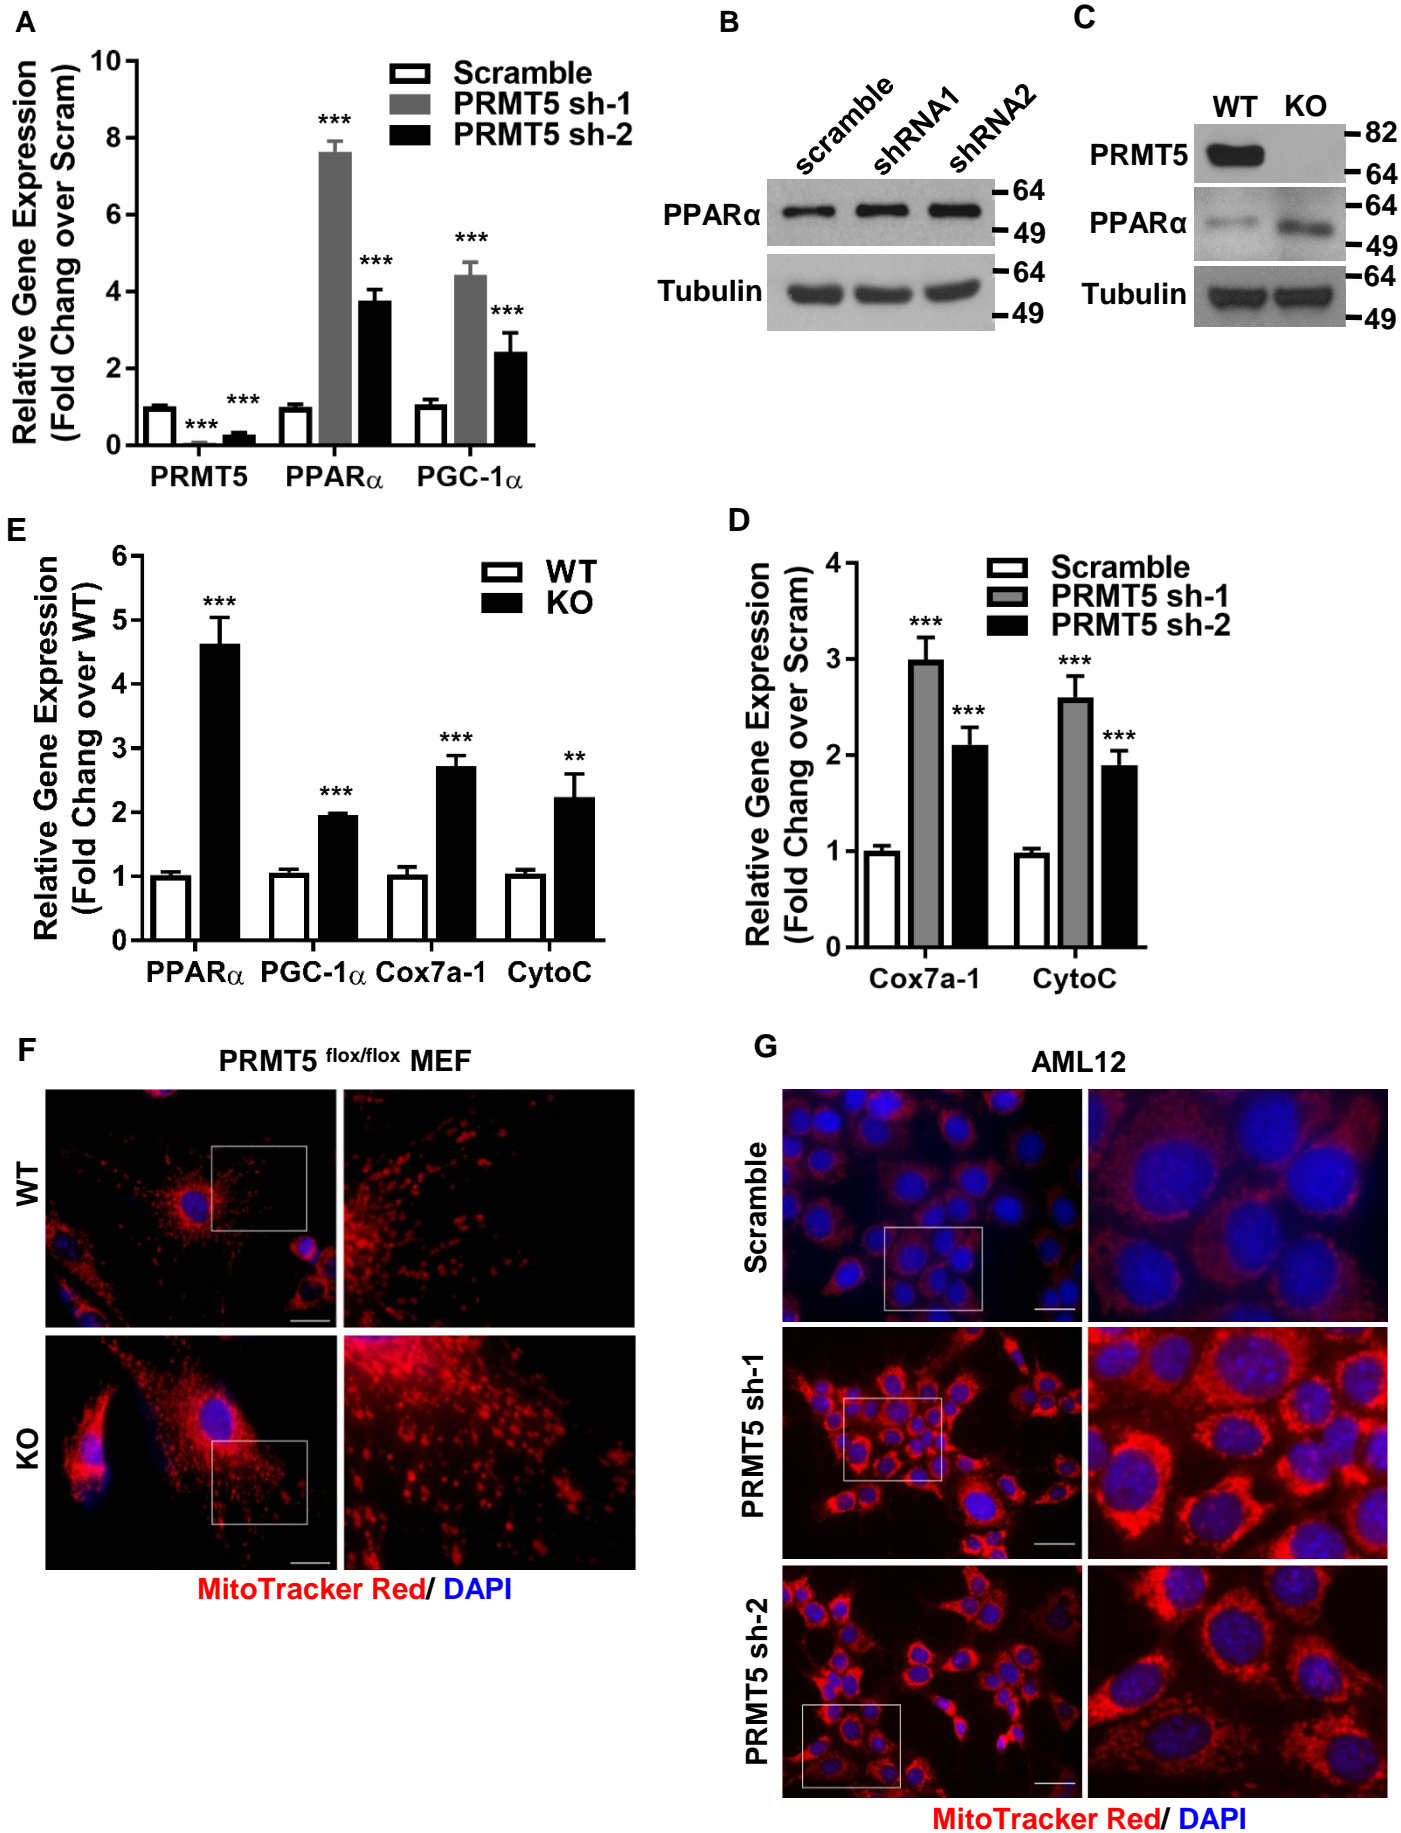 A
10
8
6
4
2
0
Relative Gene Expression
(Fold Chang over Scram)
Scramble
PRMT5 sh-1
PRMT5 sh-2
***
***
***
***
***
***
PRMT5 PPARα PGC-1α
B
scramble shRNA1 shRNA2
PPARα
64
49
Tubulin
64
49
C
WT KO
PRMT5
82
64
PPARα
64
49
Tubulin
64
49
E
6
5
4
3
2
1
0
Relative Gene Expression
(Fold Chang over WT)
WT
KO
***
***
***
**
PPARα PGC-1α Cox7a-1 CytoC
D
4
3
2
1
0
Relative Gene Expression
(Fold Chang over Scram)
Scramble
PRMT5 sh-1
PRMT5 sh-2
***
***
***
***
Cox7a-1 CytoC
F
PRMT5 flox/flox MEF
WT
KO
MitoTracker Red/ DAPI
G
AML12
Scramble
PRMT5 sh-1
PRMT5 sh-2
MitoTracker Red/ DAPI